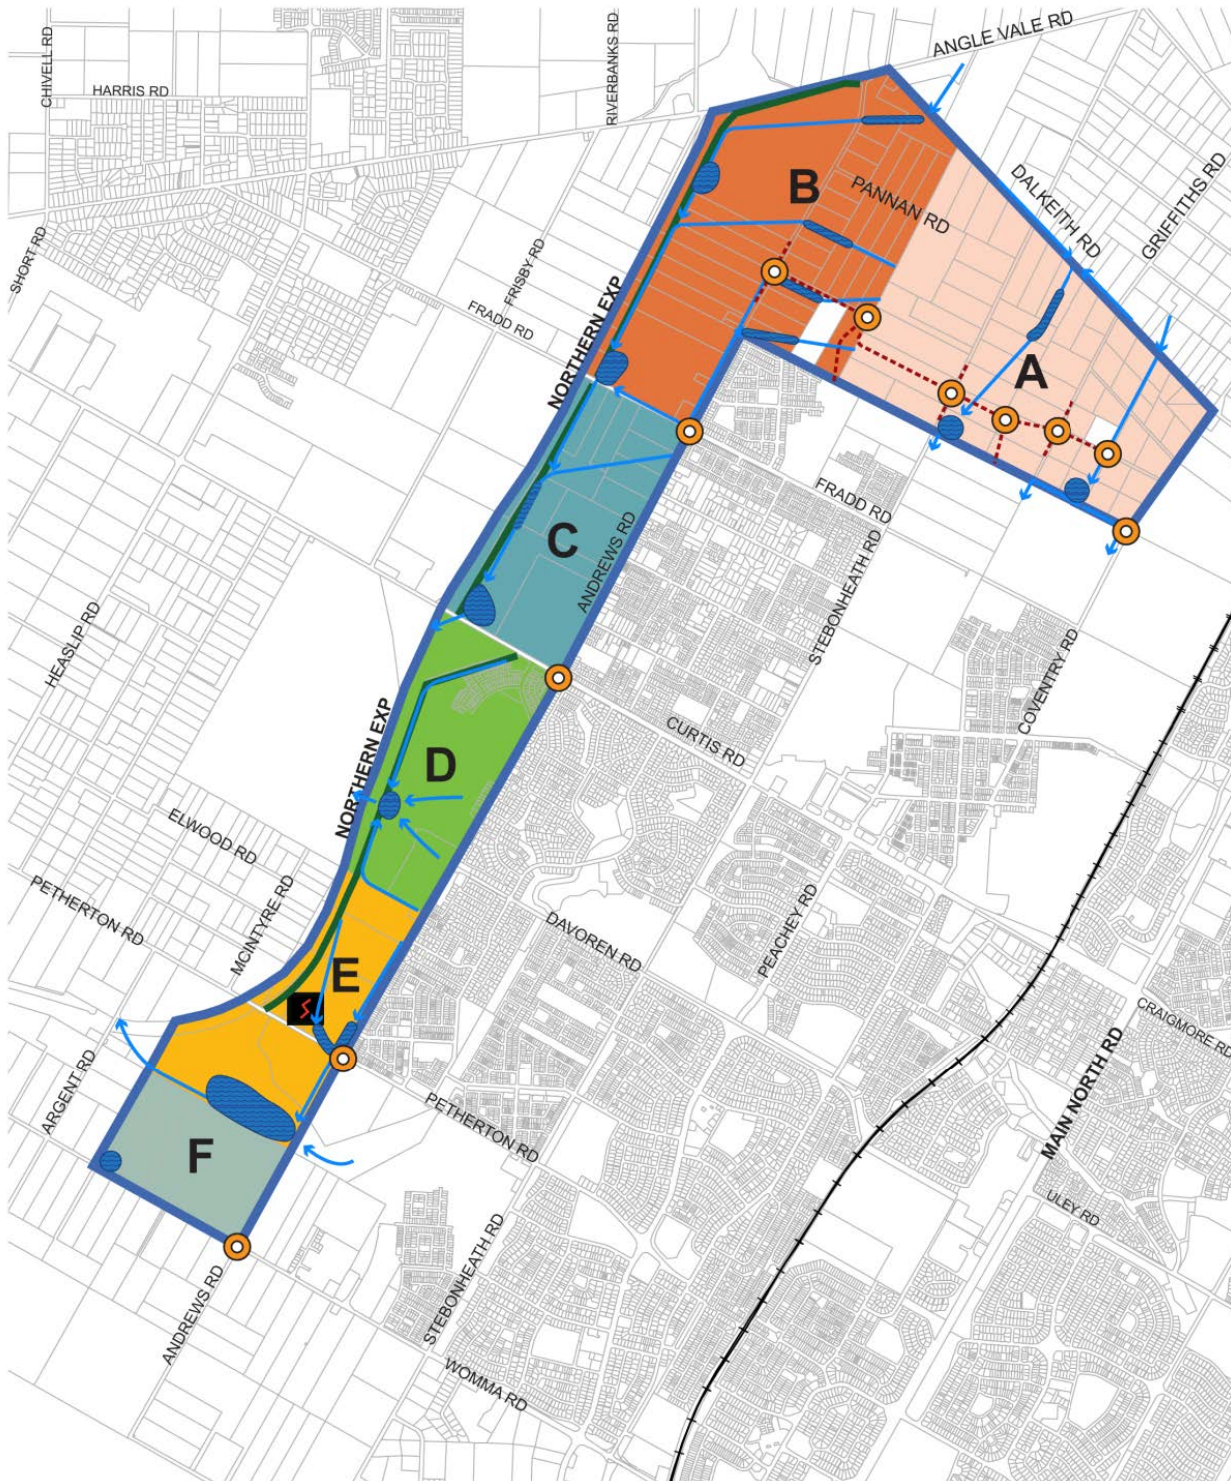 ANGLE VALE RD
CHIVELL RD
RIVERBANKS RD
HARRIS RD
GRIFFITHS RD
DALKEITH RD
B
PANNAN RD
SHORT RD
FRISBY RD
FRADD RD
NORTHERN EXP
A
FRADD RD
C
ANDREWS RD
STEBONHEATH RD
HEASLIP RD
COVENTRY RD
CURTIS RD
NORTHERN EXP
D
ELWOOD RD
PETHERTON RD
MCINTYRE RD
DAVOREN RD
PEACHEY RD
E
CRAIGMORE RD
MAIN NORTH RD
ARGENT RD
PETHERTON RD
F
ULEY RD
STEBONHEATH RD
ANDREWS RD
WOMMA RD